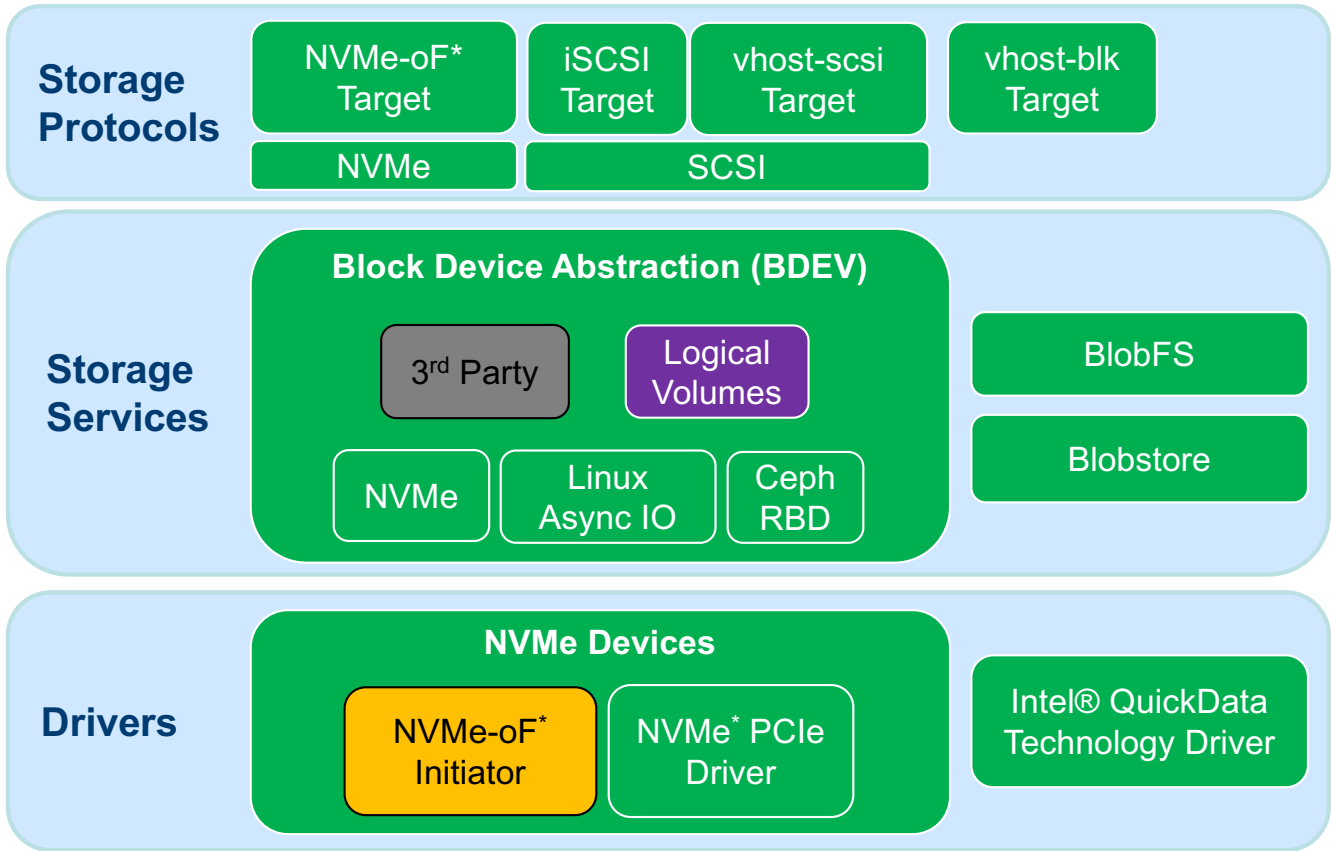 Storage
Protocols
NVMe-oF*
Target
iSCSI
Target
vhost-scsi
Target
vhost-blk
Target
NVMe
SCSI
Storage
Services
Block Device Abstraction (BDEV)
3rd Party
Logical
Volumes
NVMe
Linux
Async IO
Ceph
RBD
BlobFS
Blobstore
Drivers
NVMe Devices
NVMe-oF*
Initiator
NVMe* PCIe
Driver
Intel® QuickData
Technology Driver